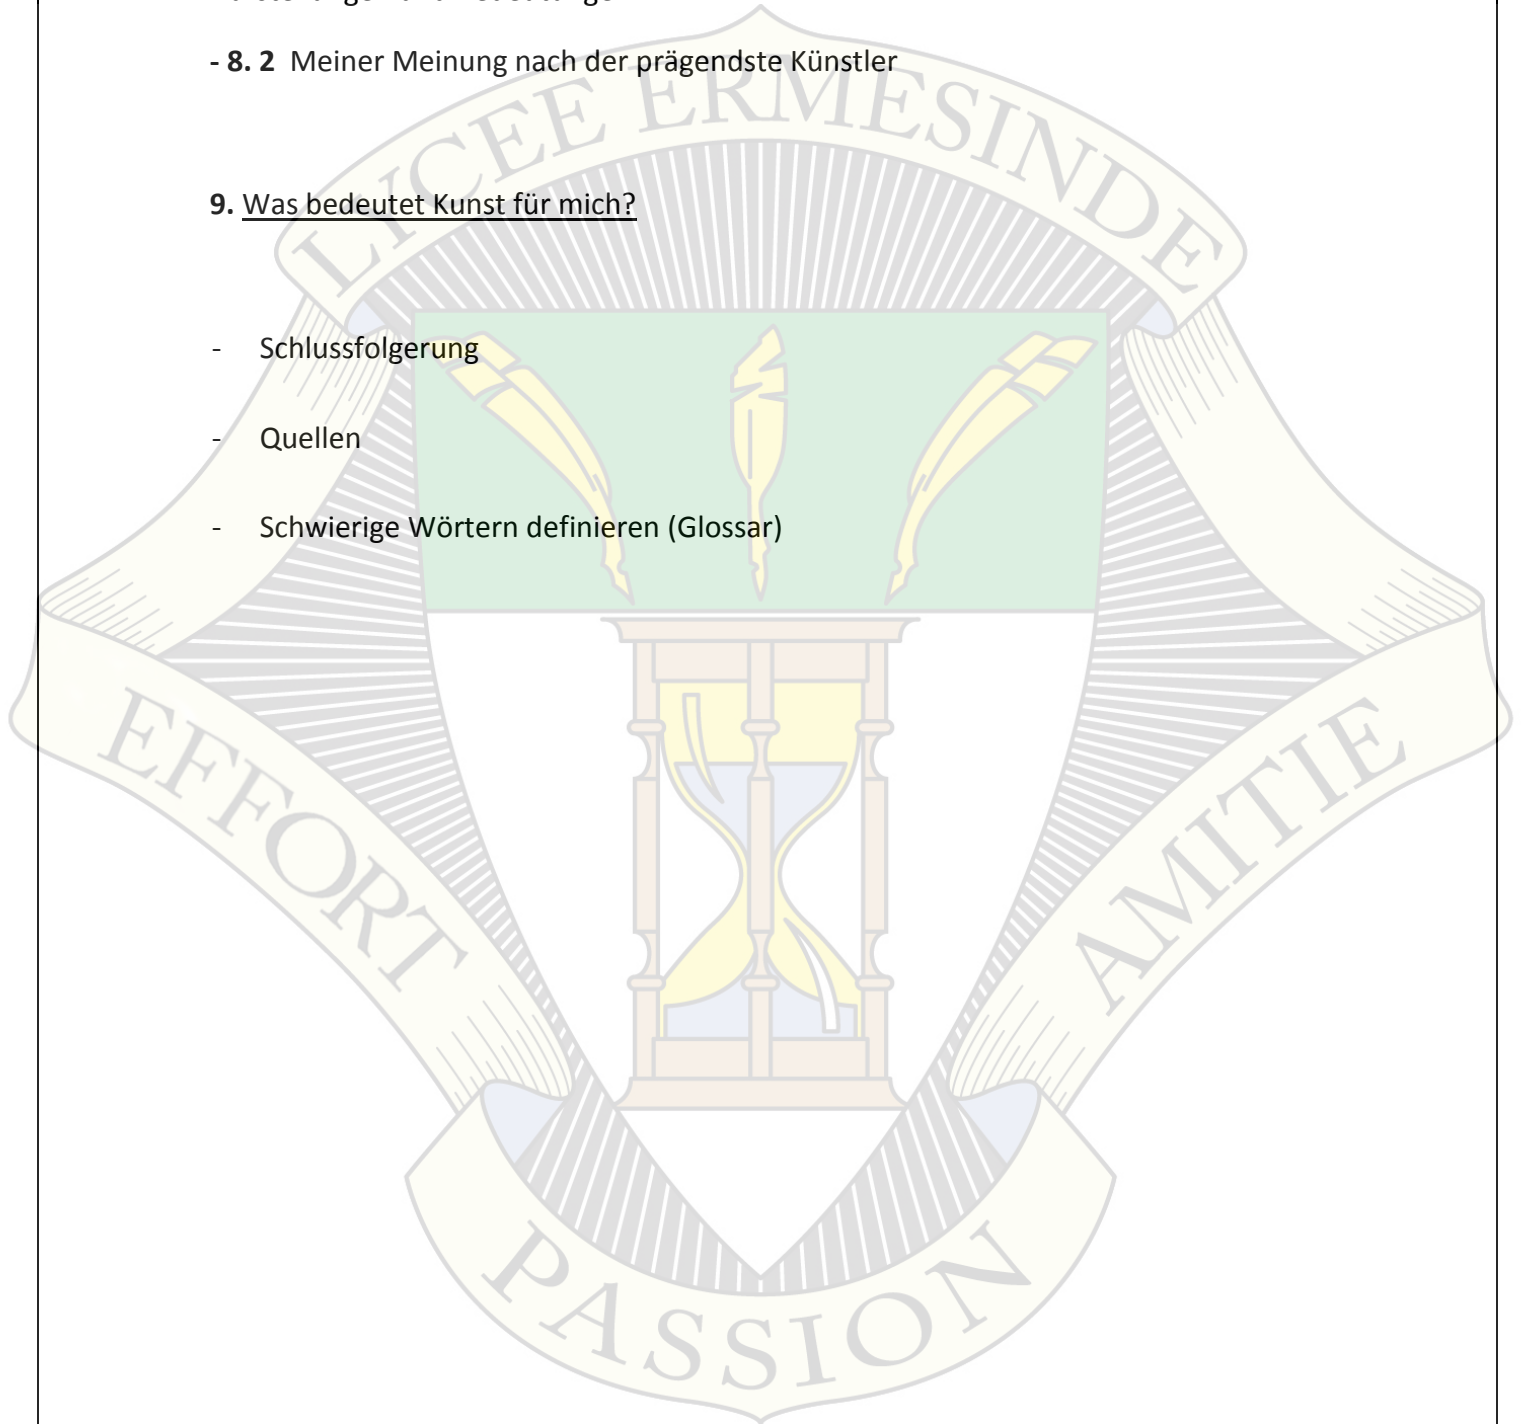 - 8. 2 Meiner Meinung nach der prägendste Künstler
LYCEE ERMESINDE
9. Was bedeutet Kunst für mich?
- Schlussfolgerung
- Quellen
- Schwierige Wörtern definieren (Glossar)
EFFORT
AMITIE
PASSION